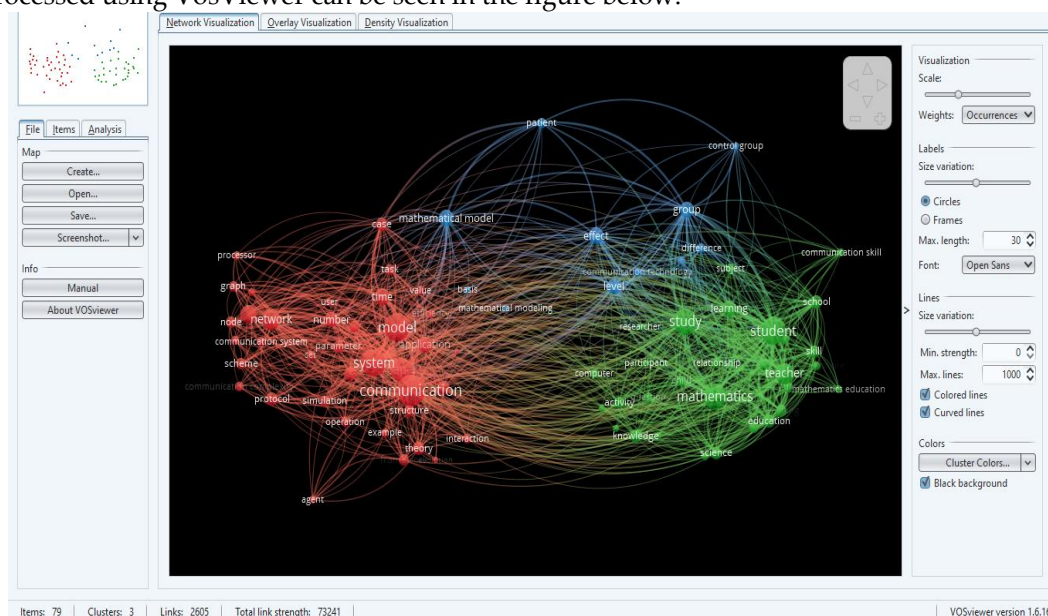 rocessed using VosViewer can be seen in the figure below.
Network Visualization Overlay Visualization Density Visualization
File Items Analysis
Map
Create...
Open...
Save...
Screenshot...
Info
Manual
About VOSviewer
patient
control group
case
mathematical model
group
effect
difference
communication skill
processor
task
communication technology
subject
graph
user
time
value
basis
level
node
network
number
mathematical modeling
learning
school
model
researcher
study
student
communication system
parameter
application
set
skill
scheme
system
participant
relationship
teacher
computer
communication
mathematics
mathematics education
protocol
simulation
structure
activity
operation
education
example
interaction
knowledge
theory
science
agent
Visualization
Scale:
Weights: Occurrences
Labels
Size variation:
Circles
Frames
Max. length: 30
Font: Open Sans
Lines
Size variation:
Min. strength: 0
Max. lines: 1000
Colored lines
Curved lines
Colors
Cluster Colors...
Black background
Items: 79 Clusters: 3 Links: 2605 Total link strength: 73241 VOSviewer version 1.6.16